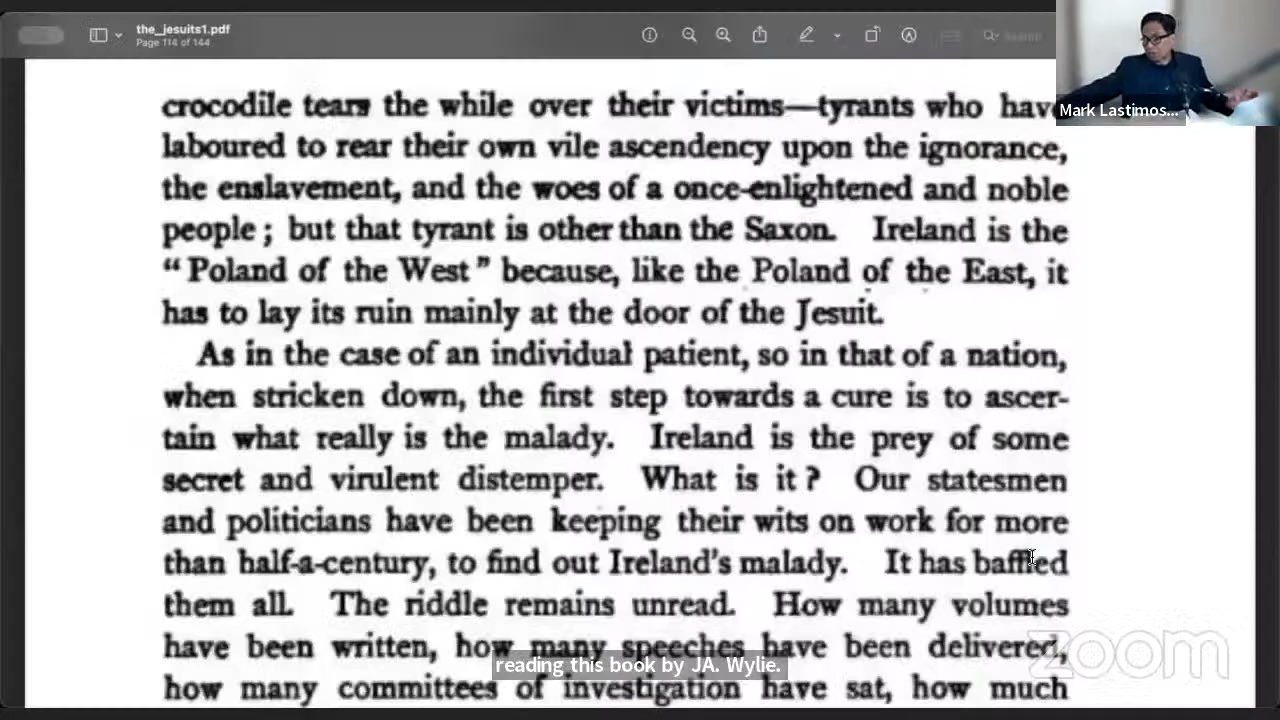 the_jesuits1.pdf
Page 114 of 144
Search
Mark Lastimos...
crocodile tears the while over their victims—tyrants who have
laboured to rear their own vile ascendency upon the ignorance,
the enslavement, and the woes of a once-enlightened and noble
people ; but that tyrant is other than the Saxon. Ireland is the
“ Poland of the West ” because, like the Poland of the East, it
has to lay its ruin mainly at the door of the Jesuit.
As in the case of an individual patient, so in that of a nation,
when stricken down, the first step towards a cure is to ascer-
tain what really is the malady. Ireland is the prey of some
secret and virulent distemper. What is it ? Our statesmen
and politicians have been keeping their wits on work for more
than half-a-century, to find out Ireland's malady. It has baffled
them all. The riddle remains unread. How many volumes
have been written, how many speeches have been delivered,
how many committees of investigation have sat, how much
reading this book by JA. Wylie.
zoom